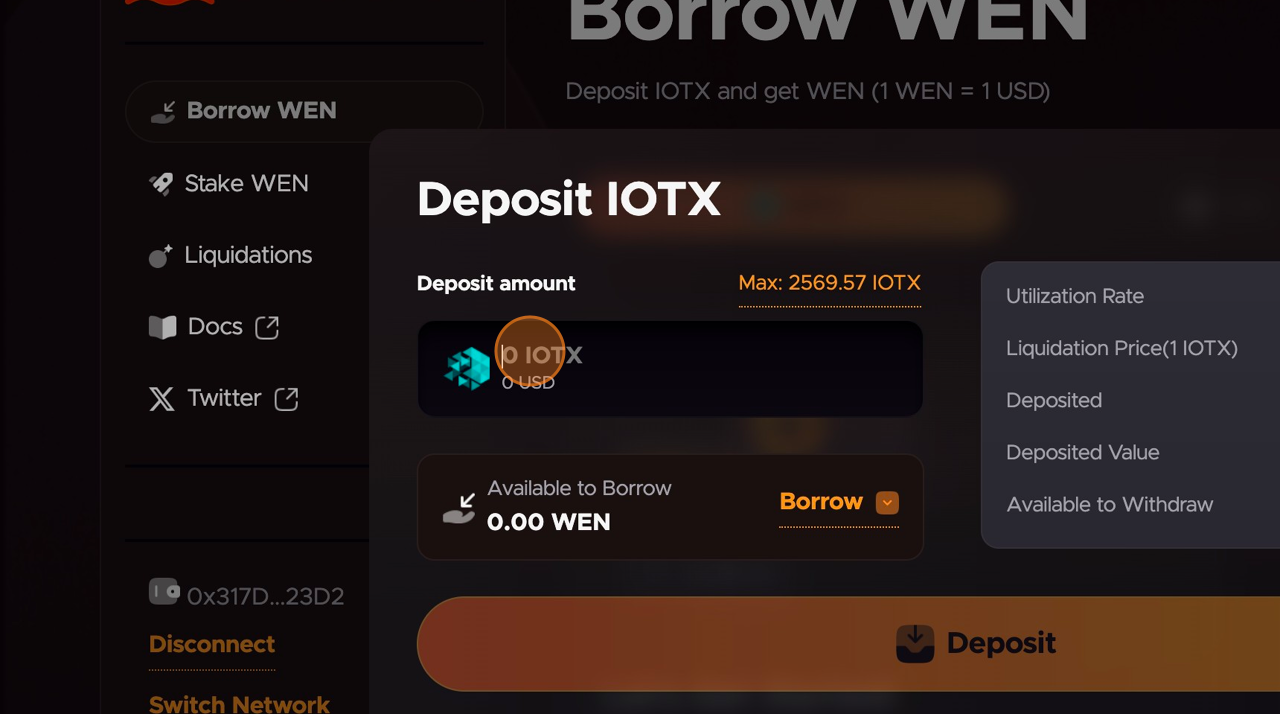 Borrow WEN
Deposit IOTX and get WEN (1 WEN = 1 USD)
Borrow WEN
Stake WEN
Liquidations
Docs
Twitter
0x317D...23D2
Disconnect
Switch Network
Deposit IOTX
Deposit amount
Max: 2569.57 IOTX
0 IOTX
0 USD
Available to Borrow
0.00 WEN
Borrow
Utilization Rate
Liquidation Price(1 IOTX)
Deposited
Deposited Value
Available to Withdraw
Deposit